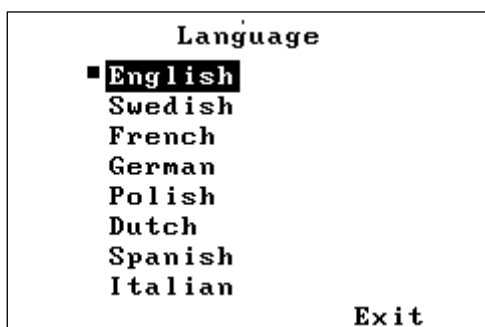 Language
English
Swedish
French
German
Polish
Dutch
Spanish
Italian
Exit